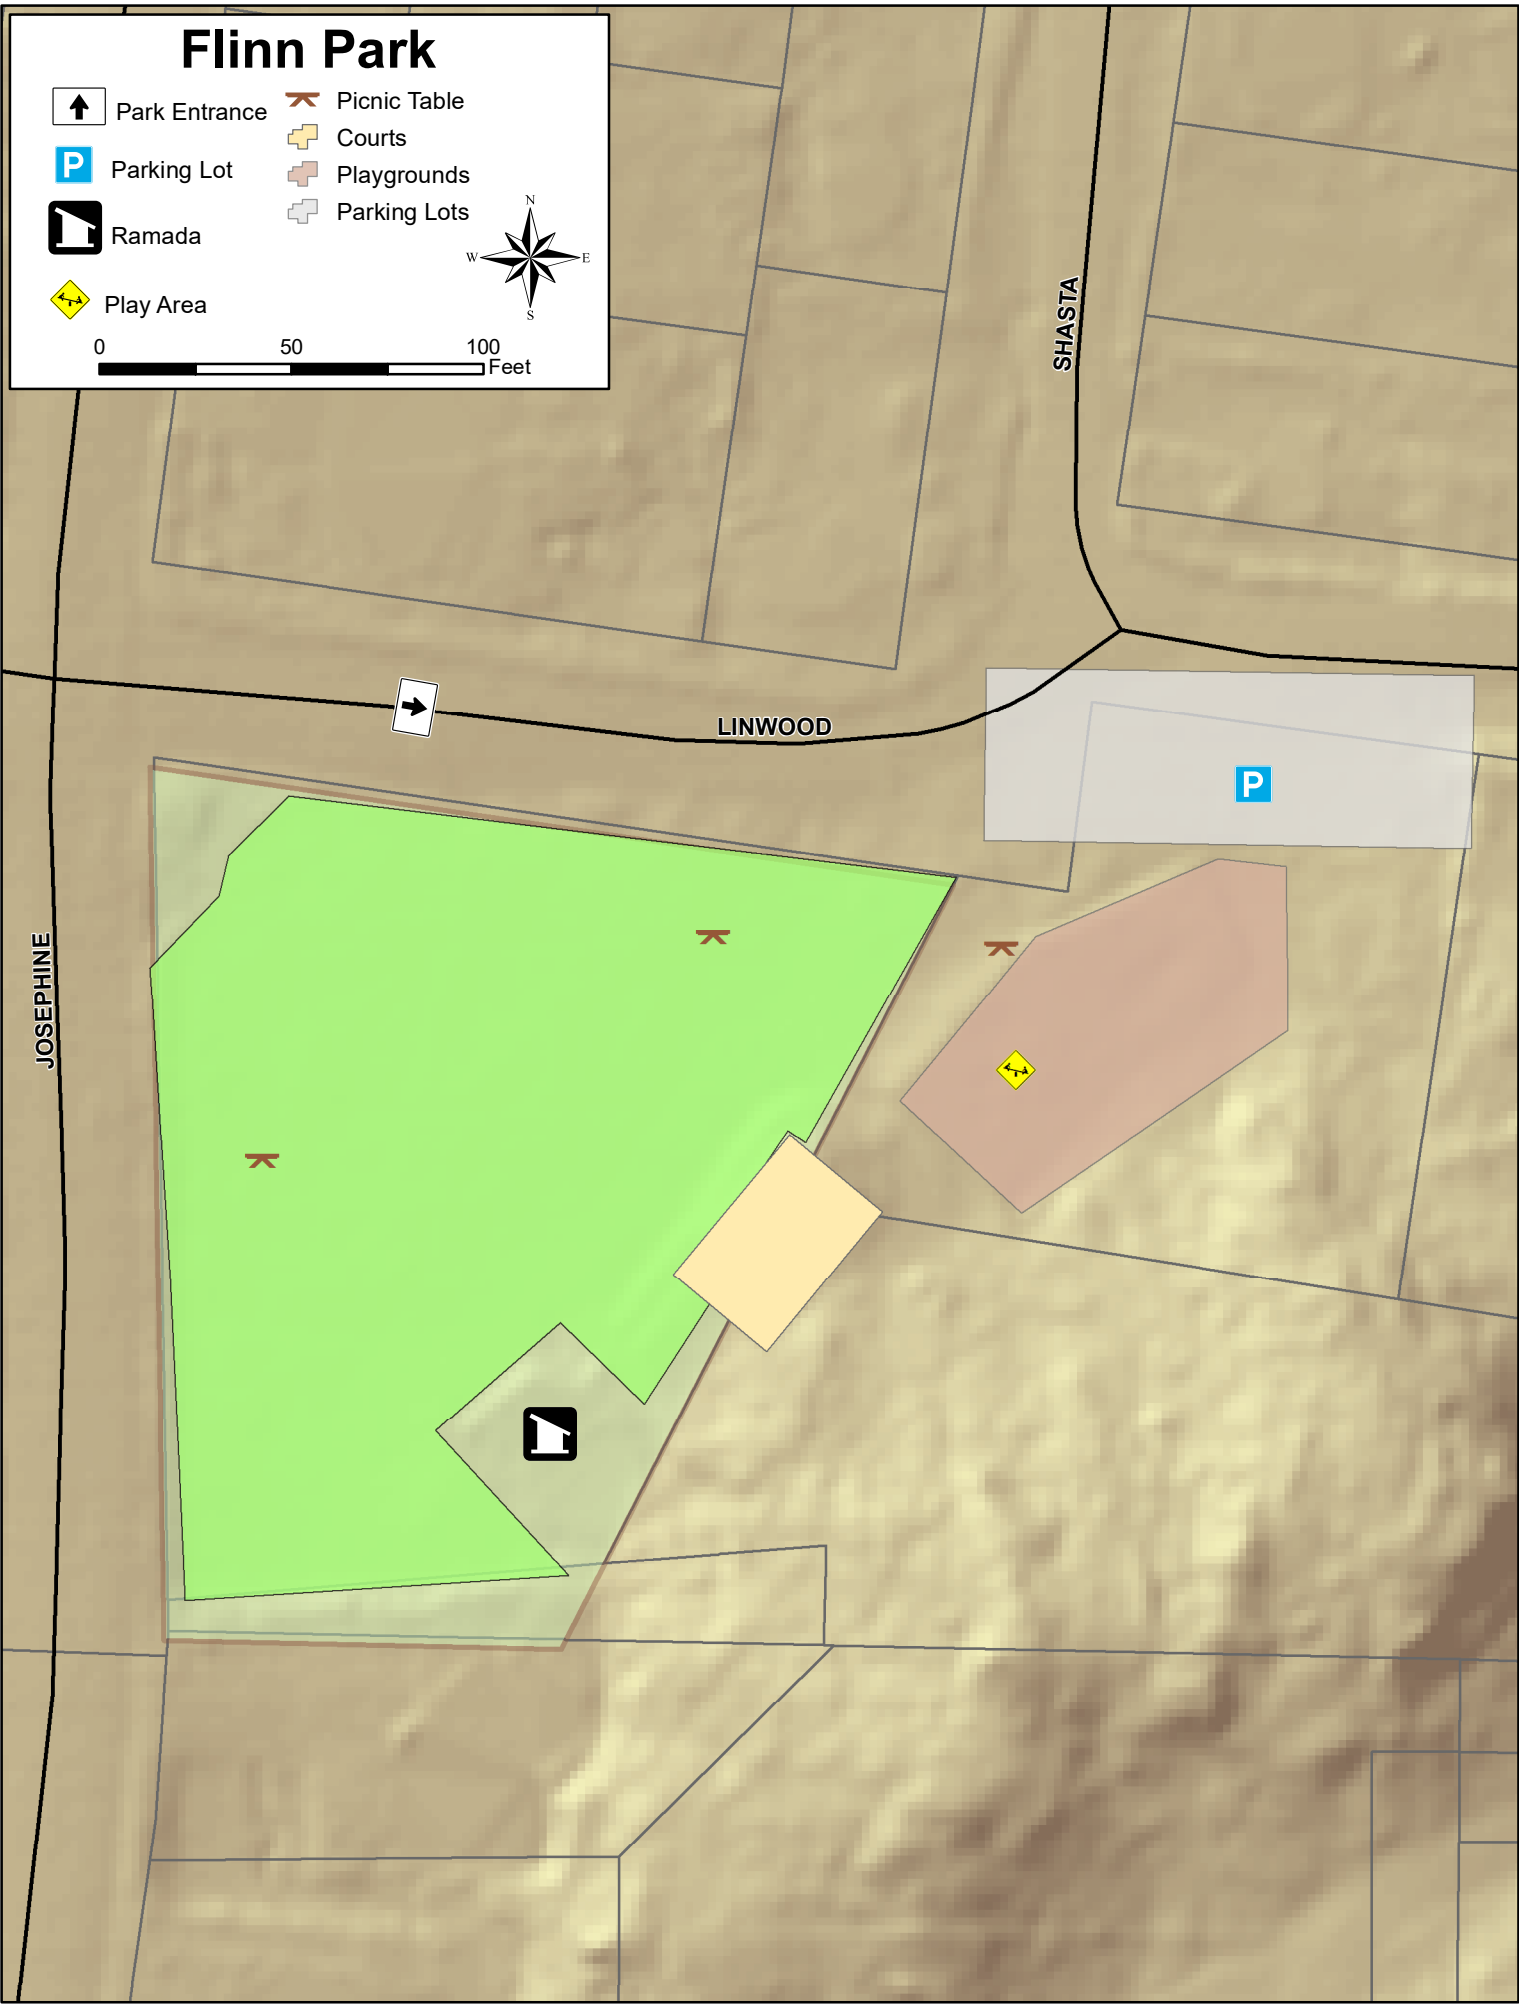 Flinn Park
Park Entrance
P Parking Lot
Ramada
Play Area
Picnic Table
Courts
Playgrounds
Parking Lots
N
W E
S
0 50 100
Feet
SHASTA
LINWOOD
P
JOSEPHINE